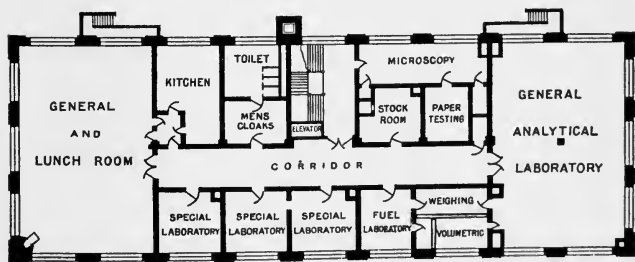 KITCHEN
TOILET
MICROSCOPY
GENERAL
AND
LUNCH ROOM
MENS
CLOAKS
ELEVATOR
STOCK
ROOM
PAPER
TESTING
GENERAL
ANALYTICAL
LABORATORY
CORRIDOR
SPECIAL
LABORATORY
SPECIAL
LABORATORY
SPECIAL
LABORATORY
FUEL
LABORATORY
WEIGHING
VOLUMETRIC